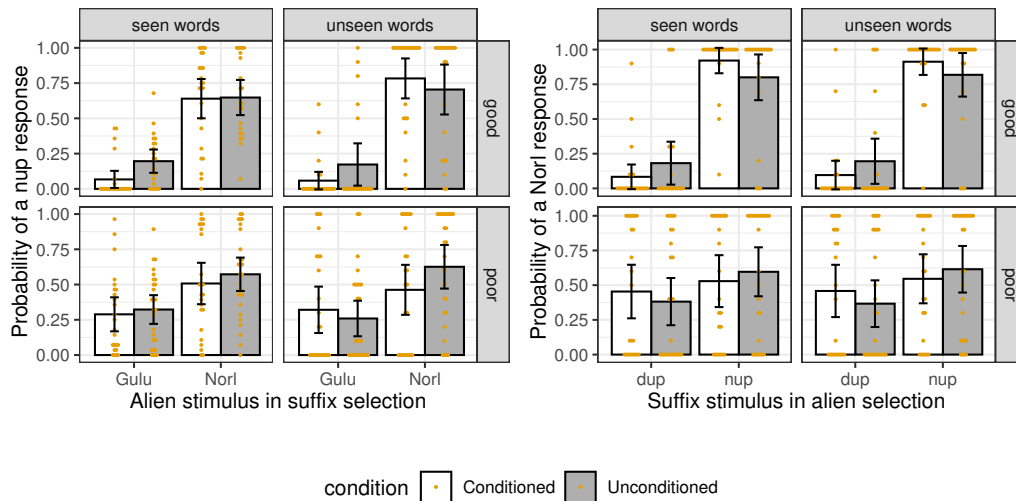 seen words
unseen words
Probability of a nup response
1.00
0.75
0.50
0.25
0.00
good
1.00
0.75
0.50
0.25
0.00
poor
Gulu
Norl
Gulu
Norl
Alien stimulus in suffix selection
seen words
unseen words
Probability of a Norl response
1.00
0.75
0.50
0.25
0.00
good
1.00
0.75
0.50
0.25
0.00
poor
dup
nup
dup
nup
Suffix stimulus in alien selection
condition Conditioned Unconditioned